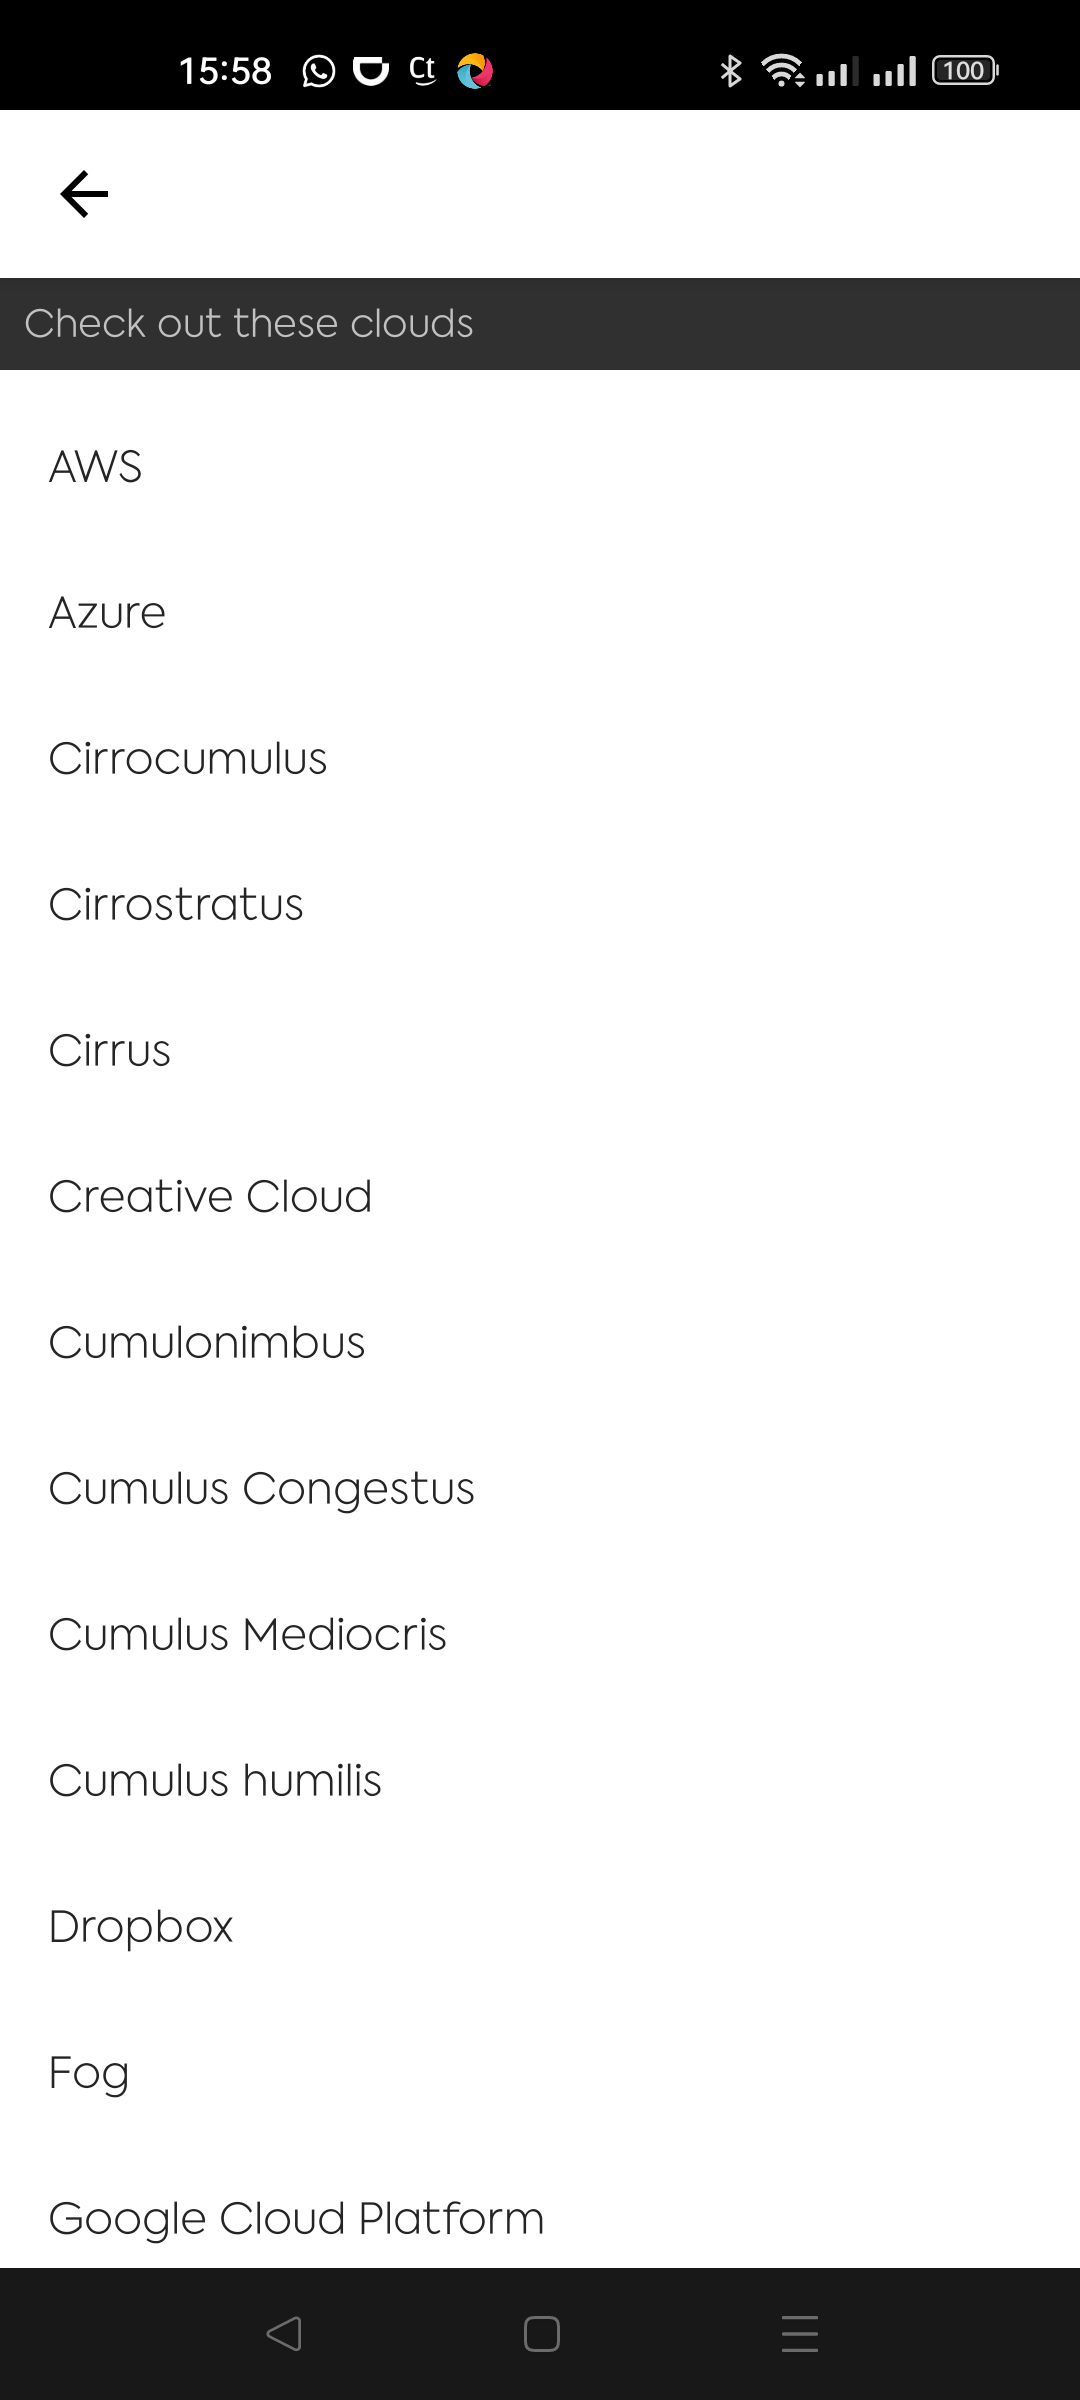 15:58 Ct 100
Check out these clouds
AWS
Azure
Cirrocumulus
Cirrostratus
Cirrus
Creative Cloud
Cumulonimbus
Cumulus Congestus
Cumulus Mediocris
Cumulus humilis
Dropbox
Fog
Google Cloud Platform